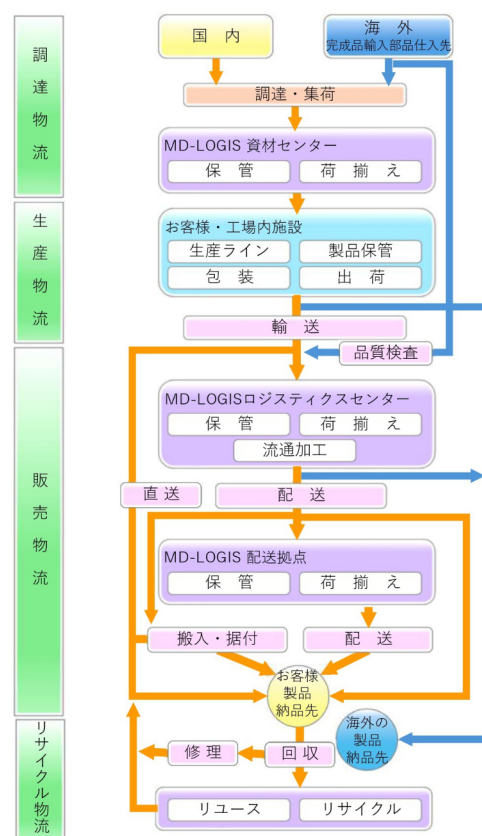 調達物流
国内
海外
完成品輸入部品仕入先
調達・集荷
MD-LOGIS 資材センター
保管
荷揃え
生産物流
お客様・工場内施設
生産ライン
製品保管
包装
出荷
輸送
品質検査
販売物流
MD-LOGISロジスティクスセンター
保管
荷揃え
流通加工
直送
配送
MD-LOGIS 配送拠点
保管
荷揃え
搬入・据付
配送
お客様
製品
納品先
海外の
製品
納品先
リサイクル物流
修理
回収
リユース
リサイクル